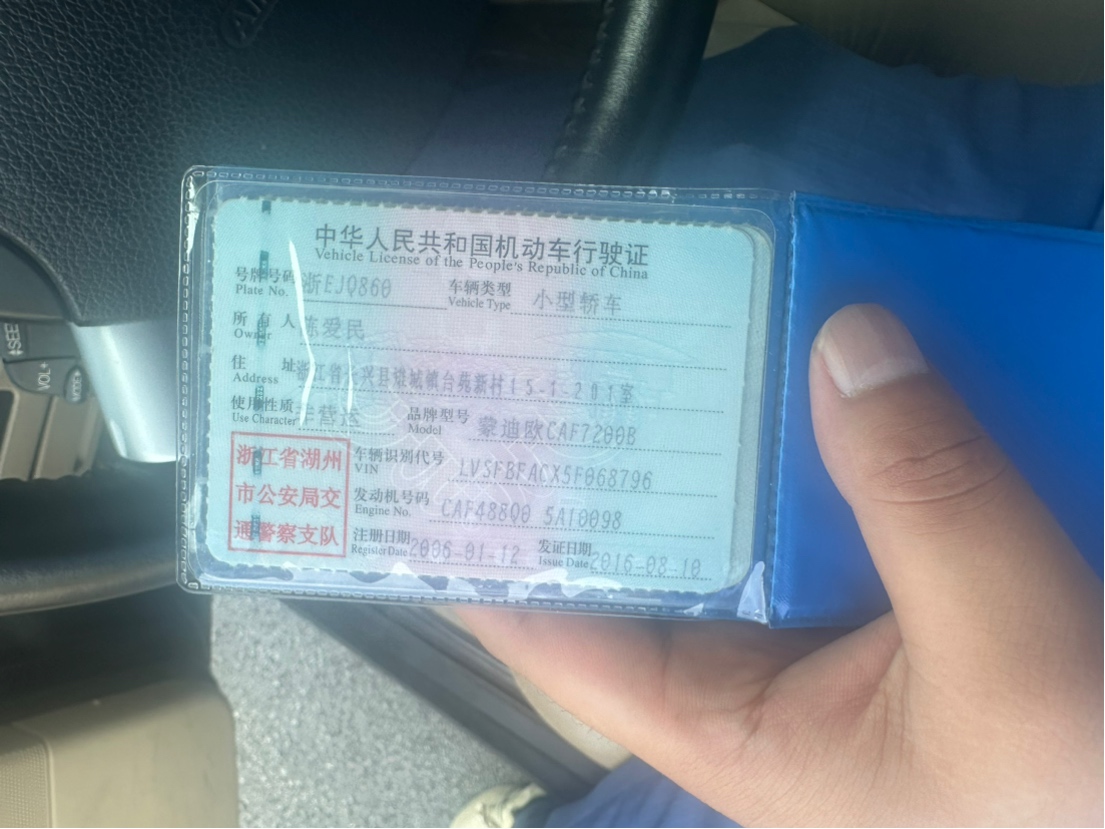 中华人民共和国机动车行驶证
Vehicle License of the People's Republic of China
号牌号码 浙EJQ860 车辆类型 小型轿车
Plate No. Vehicle Type
所有人 陈爱民
Owner
住址 浙江省长兴县雉城镇台苑新村15-1-201室
Address
使用性质 非营运 品牌型号 蒙迪欧CAF7200B
Use Character Model
浙江省湖州
市公安局交
通警察支队
车辆识别代号 LVSFBFACX5F068796
VIN
发动机号码 CAF488Q0 5A10098
Engine No.
注册日期 2006-01-12 发证日期 2016-08-10
Register Date Issue Date
VOL+
MODE